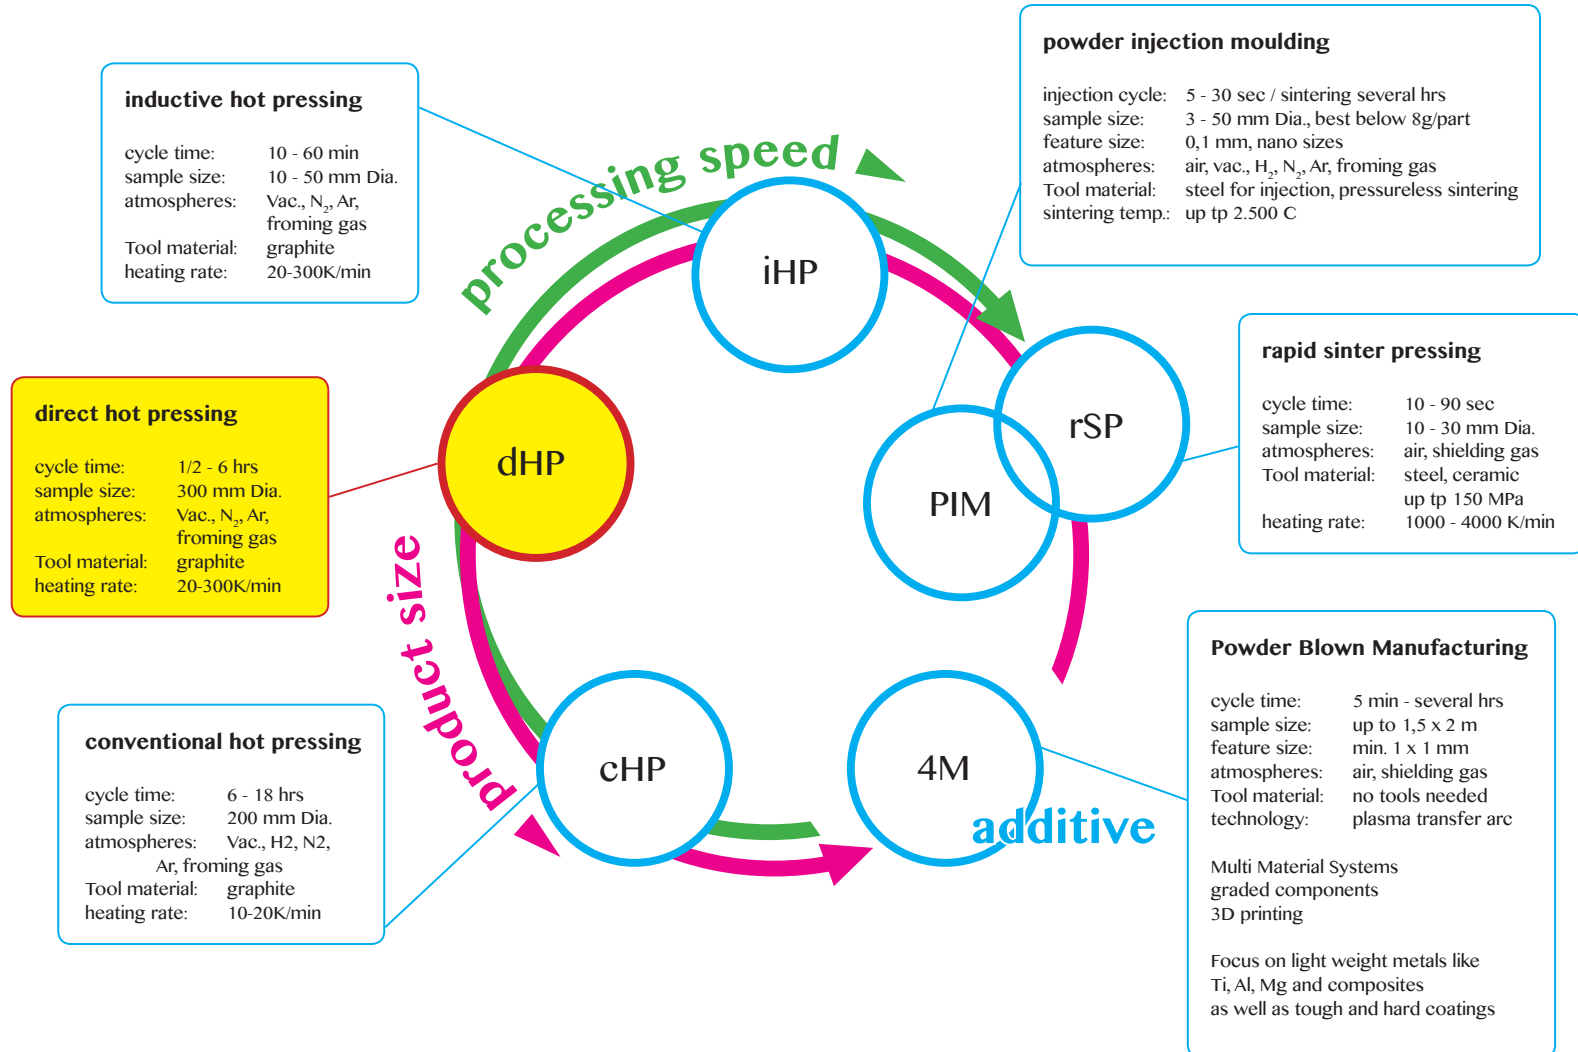 inductive hot pressing
cycle time: 10 - 60 min
sample size: 10 - 50 mm Dia.
atmospheres: Vac., N₂, Ar,
froming gas
Tool material: graphite
heating rate: 20-300K/min
powder injection moulding
injection cycle: 5 - 30 sec / sintering several hrs
sample size: 3 - 50 mm Dia., best below 8g/part
feature size: 0,1 mm, nano sizes
atmospheres: air, vac., H₂, N₂, Ar, froming gas
Tool material: steel for injection, pressureless sintering
sintering temp.: up tp 2.500 C
processing speed
iHP
direct hot pressing
cycle time: 1/2 - 6 hrs
sample size: 300 mm Dia.
atmospheres: Vac., N₂, Ar,
froming gas
Tool material: graphite
heating rate: 20-300K/min
dHP
rSP
PIM
rapid sinter pressing
cycle time: 10 - 90 sec
sample size: 10 - 30 mm Dia.
atmospheres: air, shielding gas
Tool material: steel, ceramic
up tp 150 MPa
heating rate: 1000 - 4000 K/min
product size
conventional hot pressing
cycle time: 6 - 18 hrs
sample size: 200 mm Dia.
atmospheres: Vac., H2, N2,
Ar, froming gas
Tool material: graphite
heating rate: 10-20K/min
cHP
4M
additive
Powder Blown Manufacturing
cycle time: 5 min - several hrs
sample size: up to 1,5 x 2 m
feature size: min. 1 x 1 mm
atmospheres: air, shielding gas
Tool material: no tools needed
technology: plasma transfer arc
Multi Material Systems
graded components
3D printing
Focus on light weight metals like
Ti, Al, Mg and composites
as well as tough and hard coatings